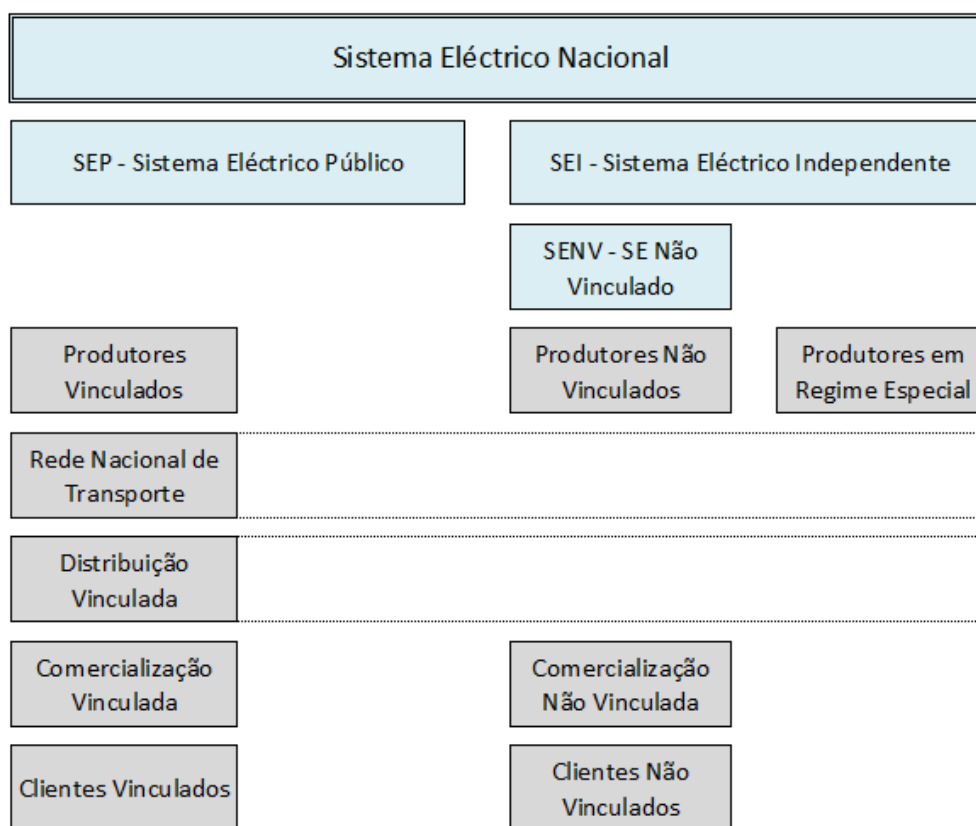 Sistema Eléctrico Nacional
SEP - Sistema Eléctrico Público
SEI - Sistema Eléctrico Independente
SENV - SE Não
Vinculado
Produtores
Vinculados
Produtores Não
Vinculados
Produtores em
Regime Especial
Rede Nacional de
Transporte
Distribuição
Vinculada
Comercialização
Vinculada
Comercialização
Não Vinculada
Clientes Vinculados
Clientes Não
Vinculados